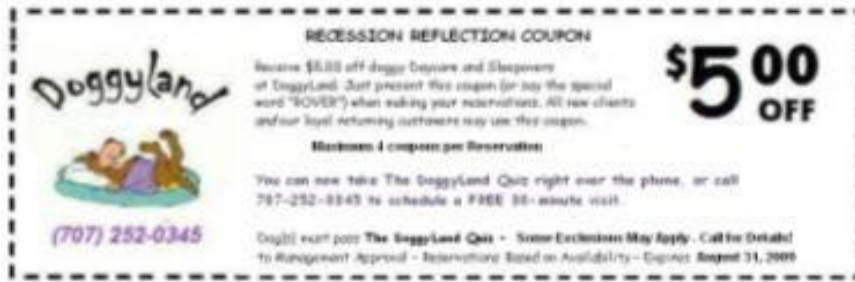 RECESSION REFLECTION COUPON
Doggyland
Receive $5.00 off doggy Daycare and Sleepovers
at DoggyLand. Just present this coupon (or say the special
word "ROVER") when making your reservations. All new clients
and our loyal returning customers may use this coupon.
$5.00
OFF
Maximum 4 coupons per Reservation
You can now take The DoggyLand Quiz right over the phone, or call
707-252-0345 to schedule a FREE 30-minute visit
(707) 252-0345
Dog(s) must pass The DoggyLand Quiz - Some Exclusions May Apply. Call for Details!
to Management Approval - Reservations Based on Availability - Expires August 31, 2009